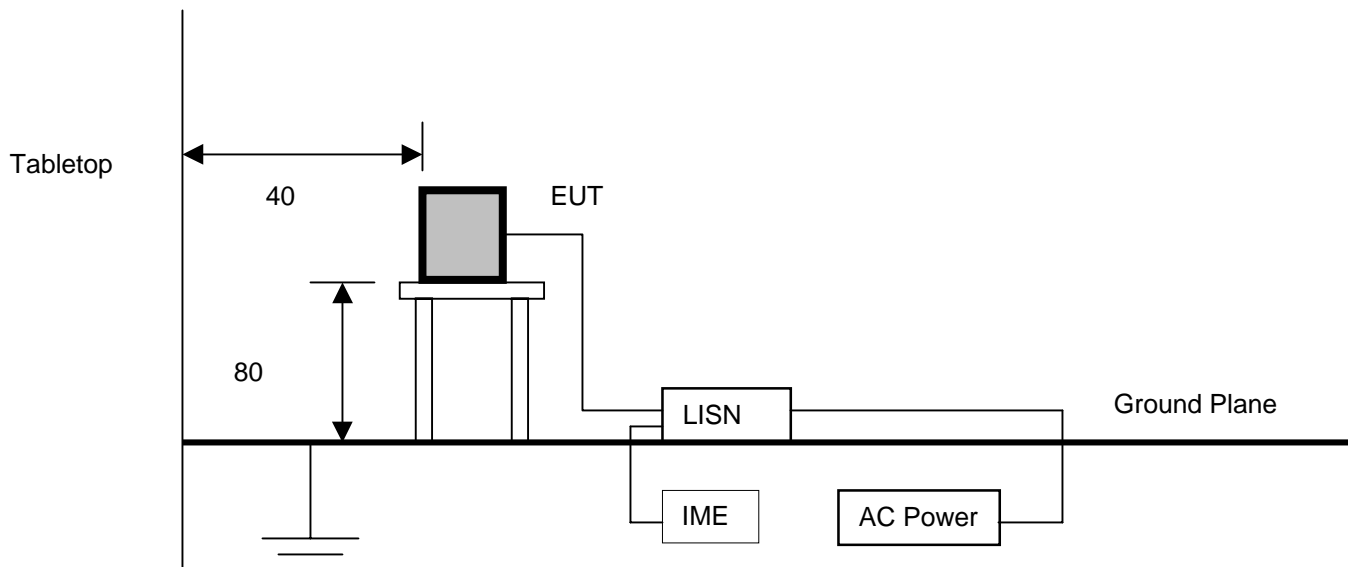 Tabletop
40
EUT
80
LISN
Ground Plane
IME
AC Power